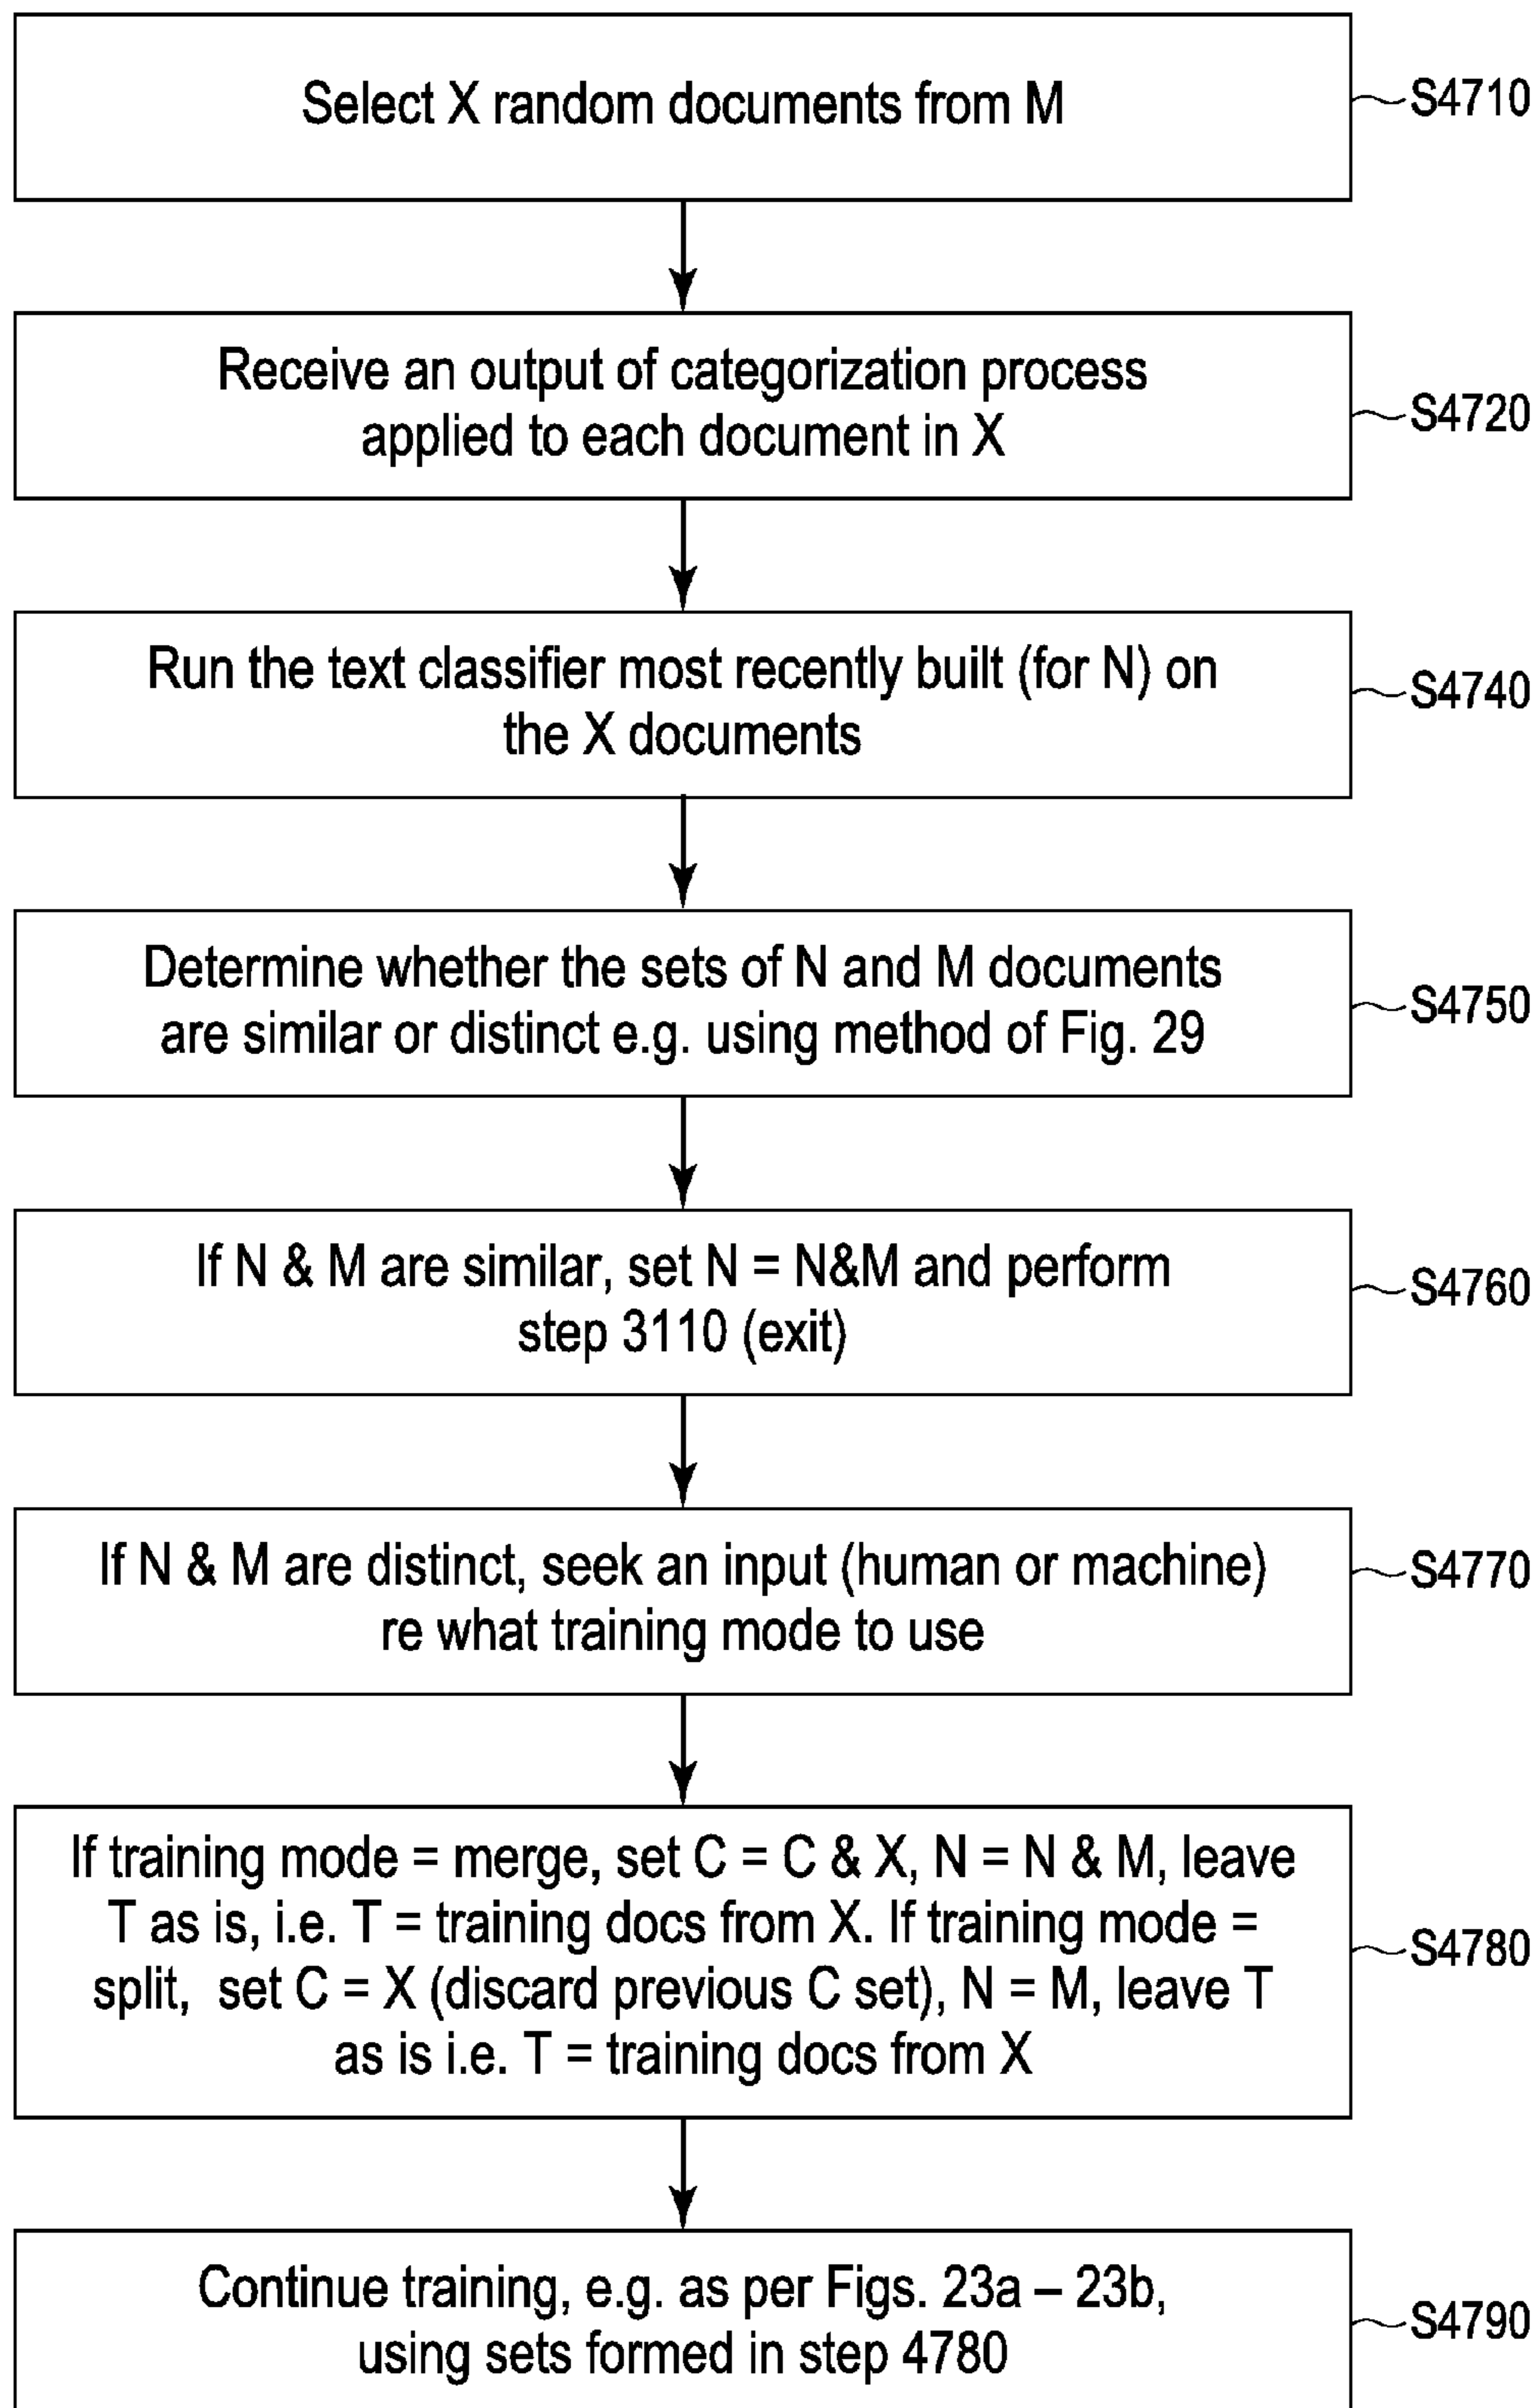 Select X random documents from M
S4710
Receive an output of categorization process
applied to each document in X
S4720
Run the text classifier most recently built (for N) on
the X documents
S4740
Determine whether the sets of N and M documents
are similar or distinct e.g. using method of Fig. 29
S4750
If N & M are similar, set N = N&M and perform
step 3110 (exit)
S4760
If N & M are distinct, seek an input (human or machine)
re what training mode to use
S4770
If training mode = merge, set C = C & X, N = N & M, leave
T as is, i.e. T = training docs from X. If training mode =
split, set C = X (discard previous C set), N = M, leave T
as is i.e. T = training docs from X
S4780
Continue training, e.g. as per Figs. 23a – 23b,
using sets formed in step 4780
S4790